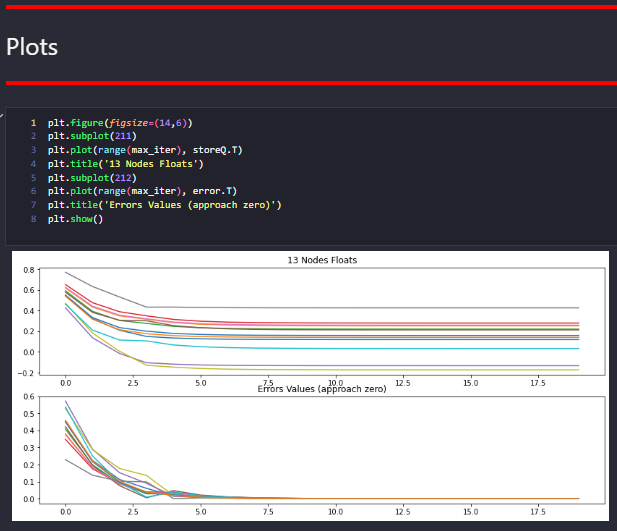 Plots
1 plt.figure(figsize=(14,6))
2 plt.subplot(211)
3 plt.plot(range(max_iter), storeQ.T)
4 plt.title('13 Nodes Floats')
5 plt.subplot(212)
6 plt.plot(range(max_iter), error.T)
7 plt.title('Errors Values (approach zero)')
8 plt.show()
13 Nodes Floats
0.8
0.6
0.4
0.2
0.0
−0.2
0.0 2.5 5.0 7.5 10.0 12.5 15.0 17.5
Errors Values (approach zero)
0.6
0.5
0.4
0.3
0.2
0.1
0.0
0.0 2.5 5.0 7.5 10.0 12.5 15.0 17.5